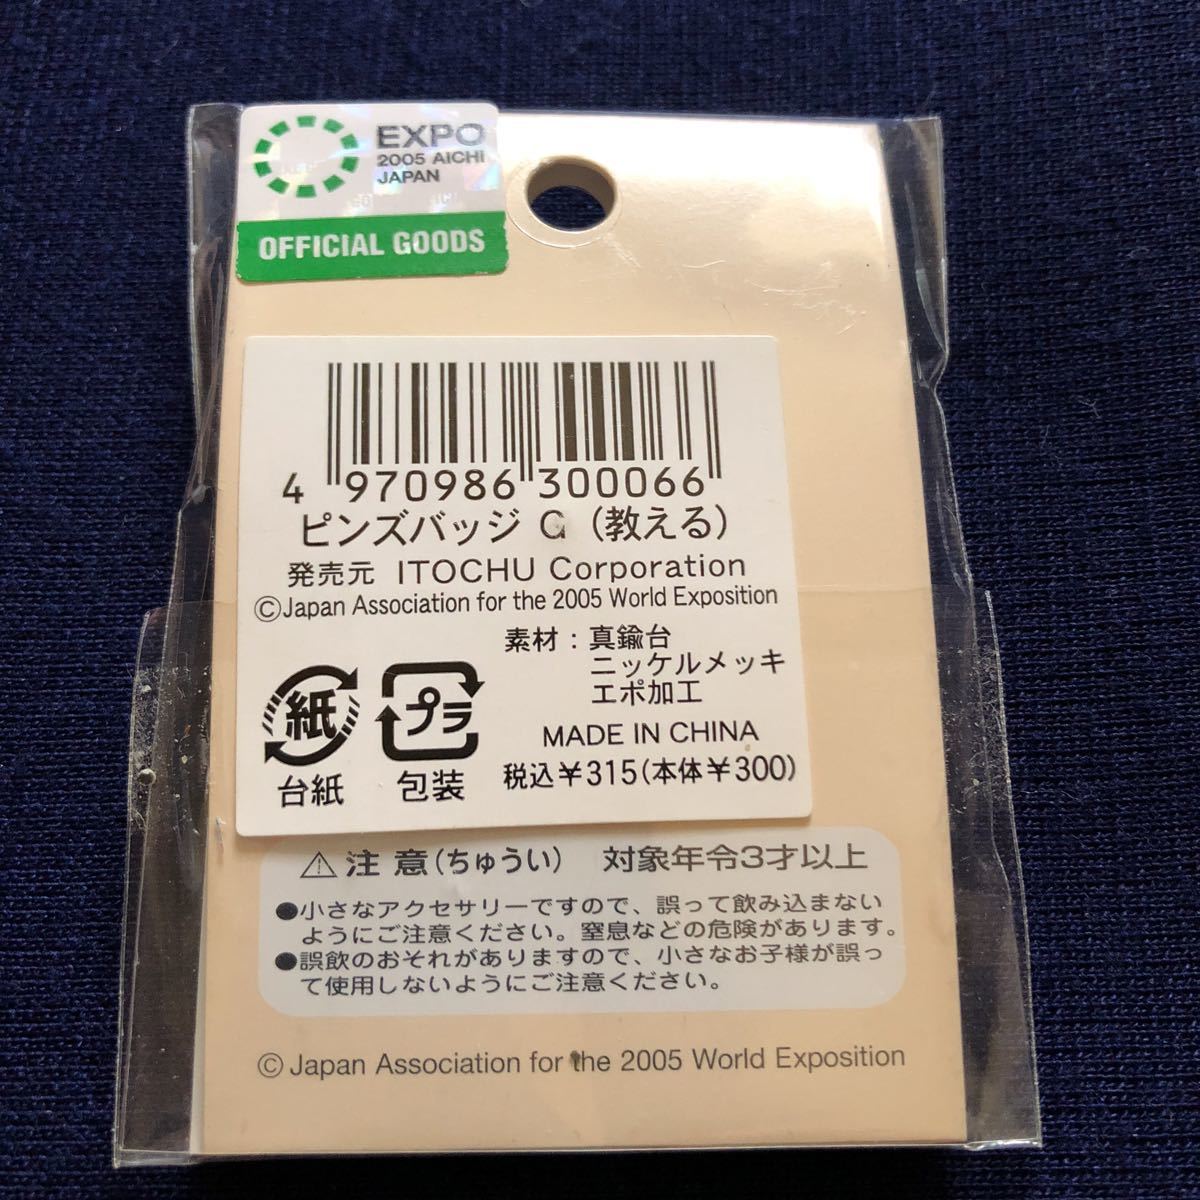 EXPO
2005 AICHI
JAPAN
OFFICIAL GOODS
4 970986 300066
ピンズバッジ G (教える)
発売元 ITOCHU Corporation
©Japan Association for the 2005 World Exposition
素材：真鍮台
ニッケルメッキ
エポ加工
紙
プラ
台紙
包装
MADE IN CHINA
税込¥315(本体¥300)
⚠注意(ちゅうい) 対象年令3才以上
●小さなアクセサリーですので、誤って飲み込まない
ようにご注意ください。窒息などの危険があります。
●誤飲のおそれがありますので、小さなお子様が誤っ
て使用しないようにご注意ください。
©Japan Association for the 2005 World Exposition